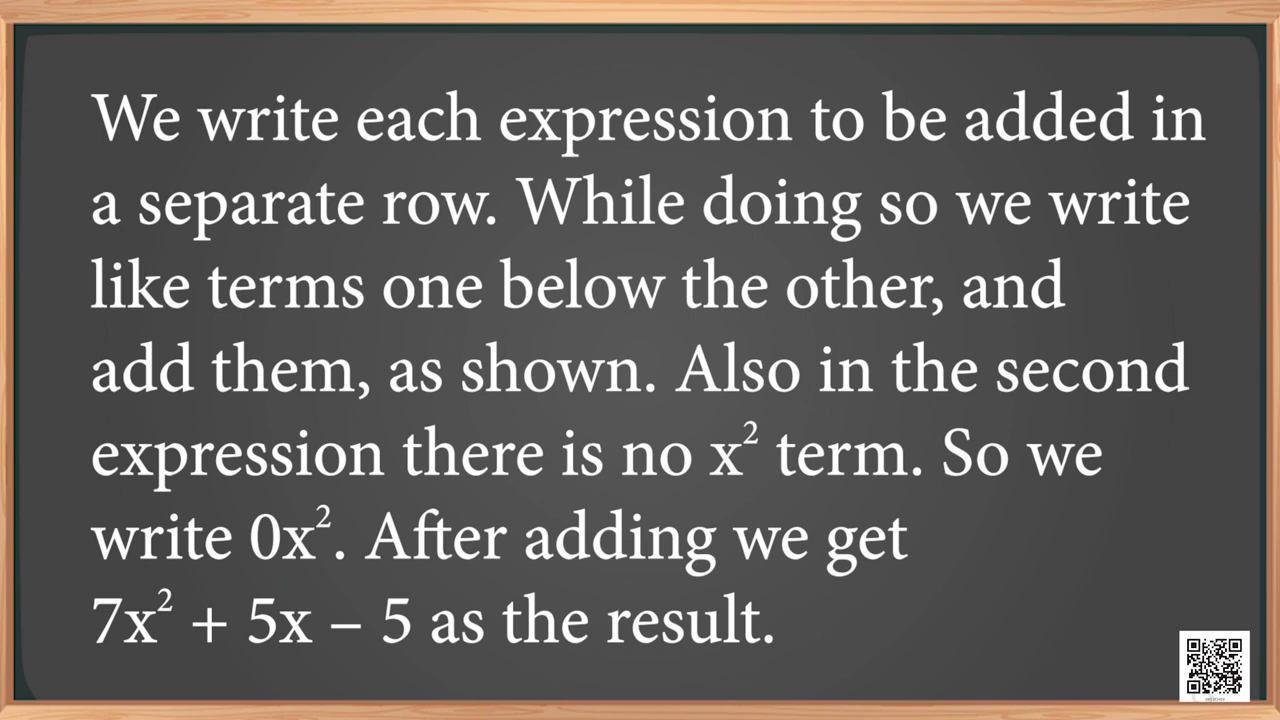 We write each expression to be added in
a separate row. While doing so we write
like terms one below the other, and
add them, as shown. Also in the second
expression there is no x² term. So we
write 0x². After adding we get
7x² + 5x – 5 as the result.